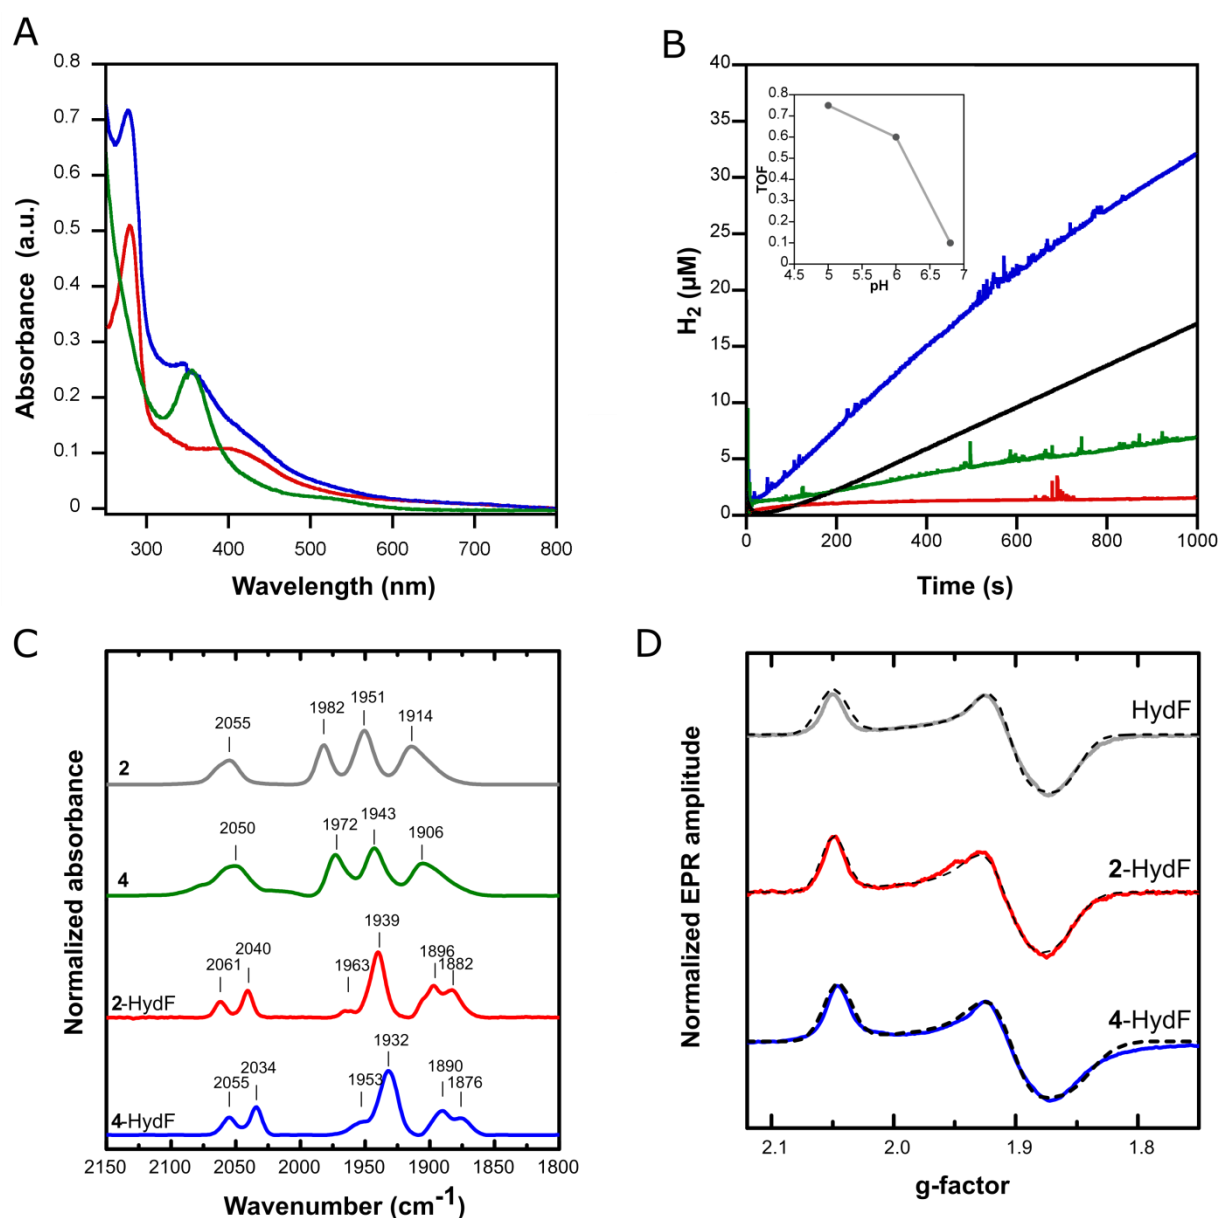 A
0.8
0.7
0.6
0.5
0.4
0.3
0.2
0.1
0
Absorbance (a.u.)
300 400 500 600 700 800
Wavelength (nm)
B
40
35
30
25
20
15
10
5
0
H2 (µM)
0.8
0.7
0.6
0.5
0.4
0.3
0.2
0.1
0
TOF
4.5 5 5.5 6 6.5 7
pH
0 200 400 600 800 1000
Time (s)
C
Normalized absorbance
2055 1982 1951 1914
2
2050 1972 1943 1906
4
2061 2040 1963 1939 1896 1882
2-HydF
2055 2034 1953 1932 1890 1876
4-HydF
2150 2100 2050 2000 1950 1900 1850 1800
Wavenumber (cm-1)
D
Normalized EPR amplitude
HydF
2-HydF
4-HydF
2.1 2.0 1.9 1.8
g-factor